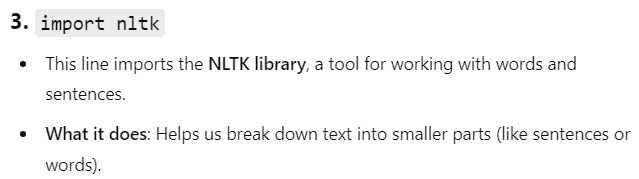 3. import nltk
• This line imports the NLTK library, a tool for working with words and
sentences.
• What it does: Helps us break down text into smaller parts (like sentences or
words).